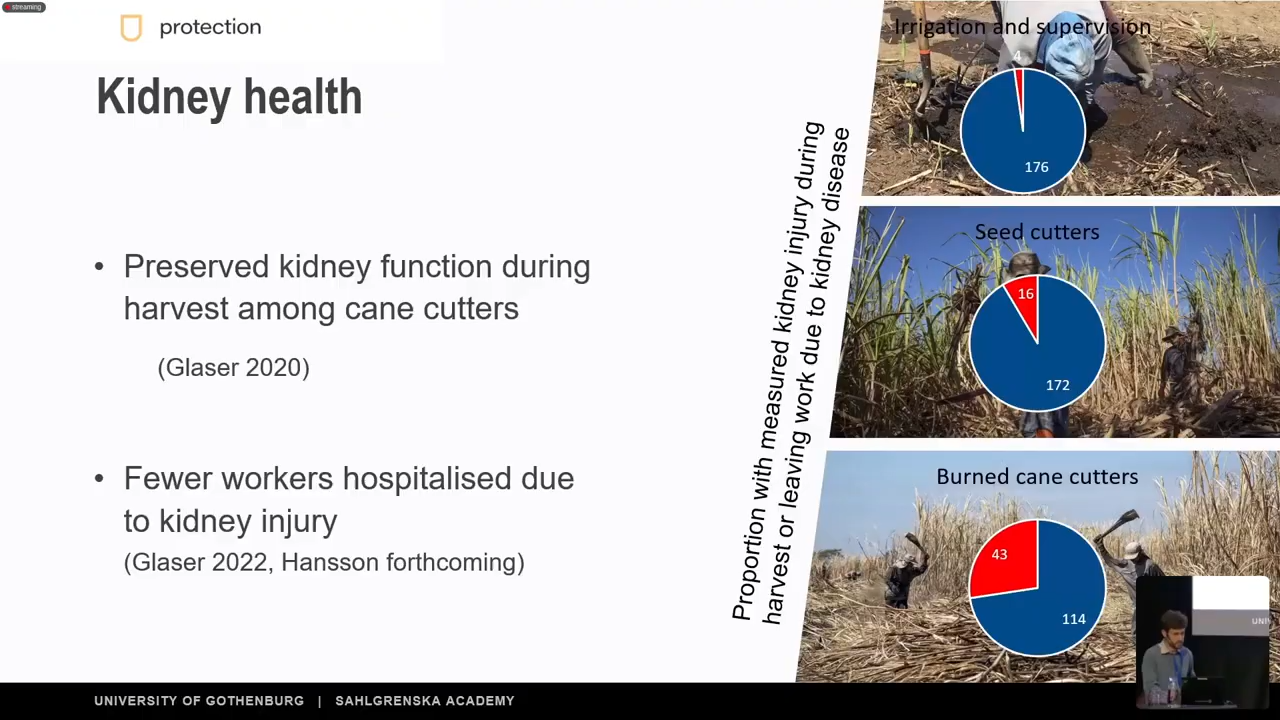 streaming
protection
Kidney health
• Preserved kidney function during
harvest among cane cutters
(Glaser 2020)
• Fewer workers hospitalised due
to kidney injury
(Glaser 2022, Hansson forthcoming)
Proportion with measured kidney injury during
harvest or leaving work due to kidney disease
Irrigation and supervision
4
176
Seed cutters
16
172
Burned cane cutters
43
114
UNIVERSITY OF GOTHENBURG | SAHLGRENSKA ACADEMY